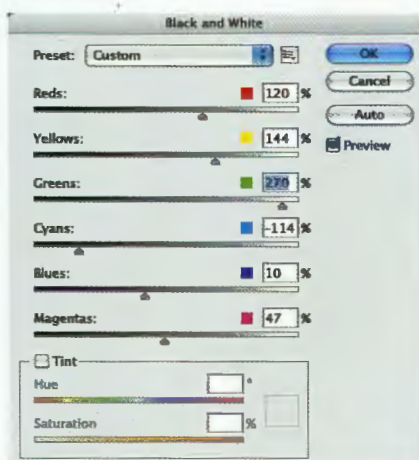 Black and White
Preset: Custom
OK
Cancel
Auto
Preview
Reds: 120 %
Yellows: 144 %
Greens: 270 %
Cyans: -114 %
Blues: 10 %
Magentas: 47 %
Tint
Hue °
Saturation %